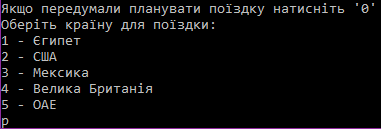 Якщо передумали планувати поїздку натисніть '0'
Оберіть країну для поїздки:
1 - Єгипет
2 - США
3 - Мексика
4 - Велика Британія
5 - ОАЕ
р